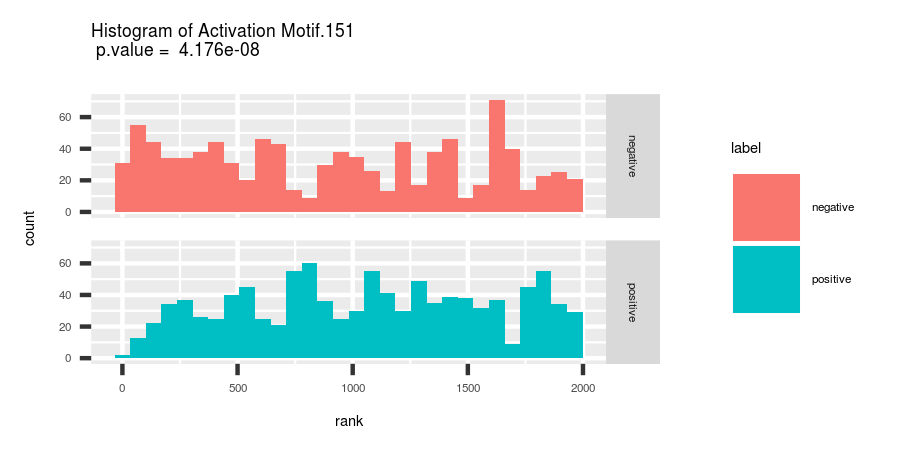 Histogram of Activation Motif.151
p.value = 4.176e-08
count
60
40
20
0
negative
60
40
20
0
positive
0 500 1000 1500 2000
rank
label
negative
positive